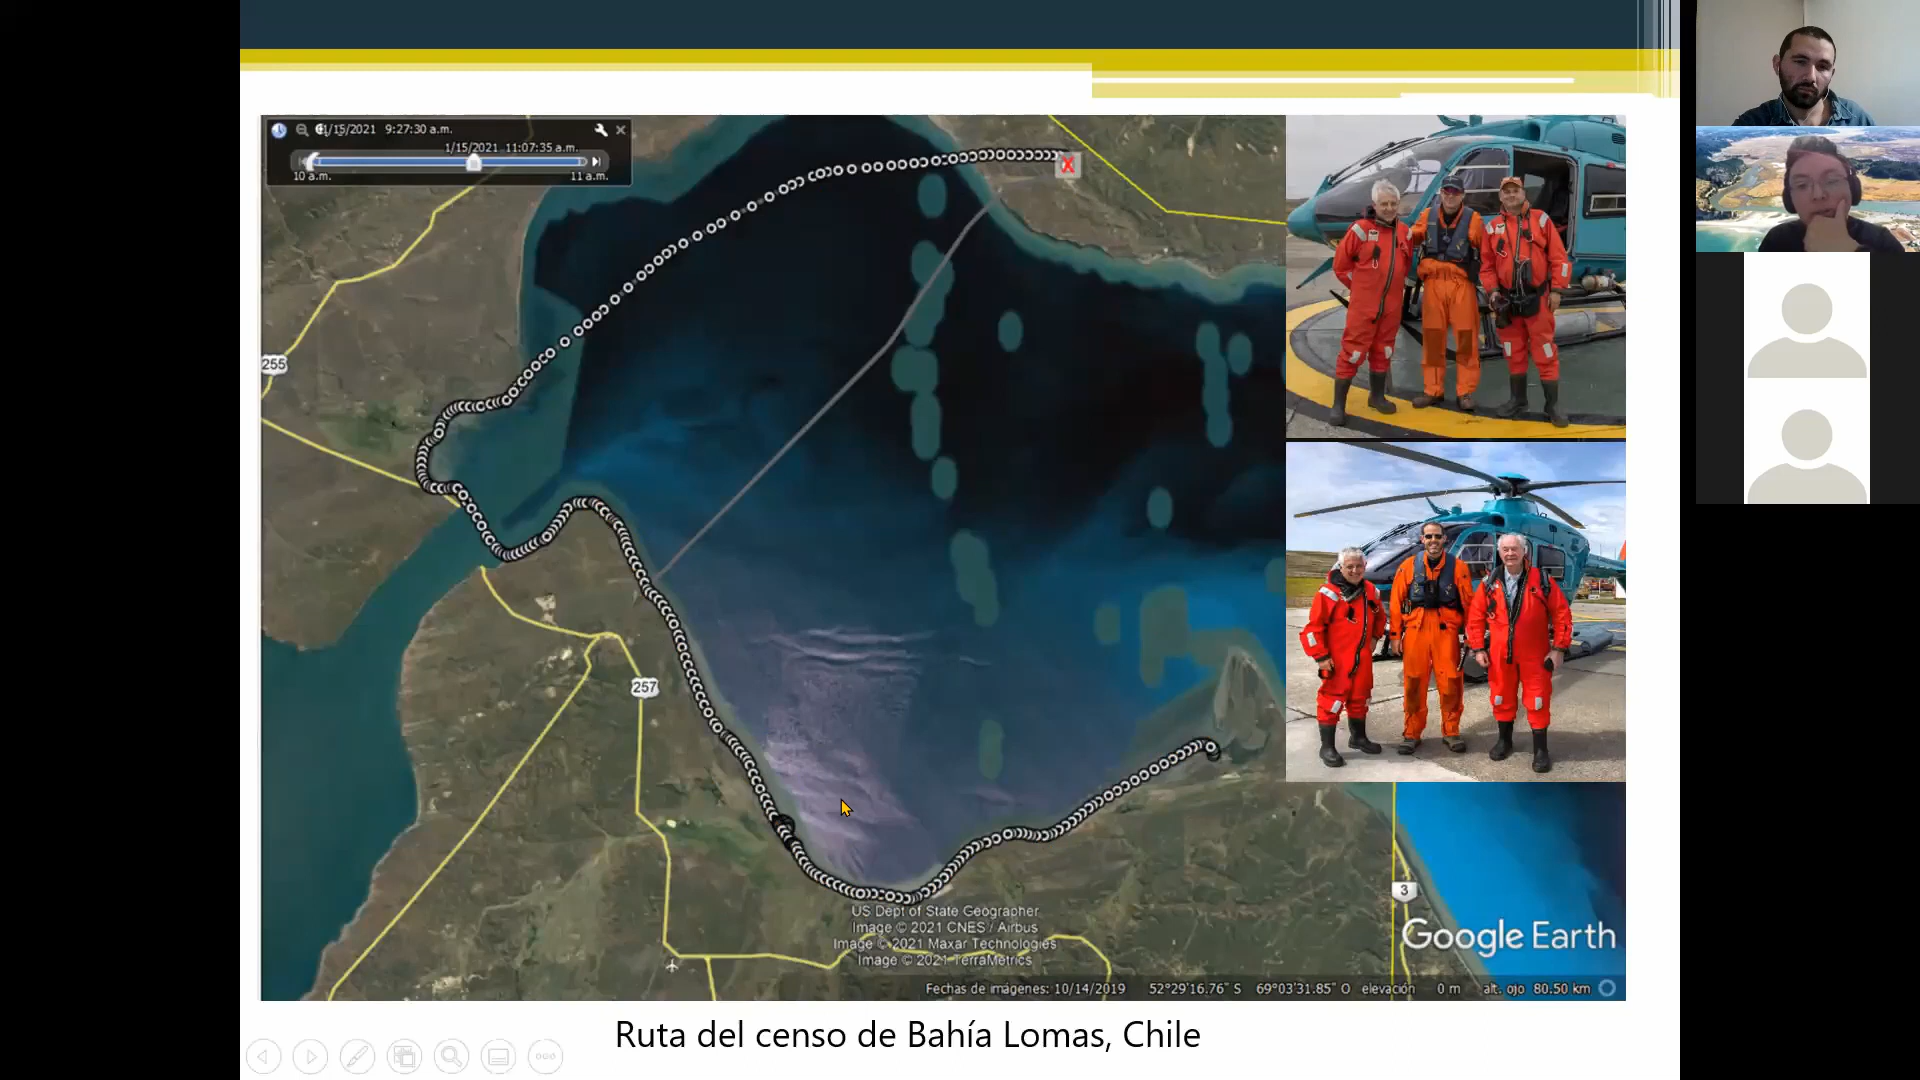 1/15/2021 9:27:30 a.m.
1/15/2021 11:07:35 a.m.
10 a.m.
11 a.m.
255
257
3
US Dept of State Geographer
Image © 2021 CNES / Airbus
Image © 2021 Maxar Technologies
Image © 2021 TerraMetrics
Google Earth
Fechas de imágenes: 10/14/2019 52°29'16.76" S 69°03'31.85" O elevación 0 m alt. ojo 80.50 km
Ruta del censo de Bahía Lomas, Chile